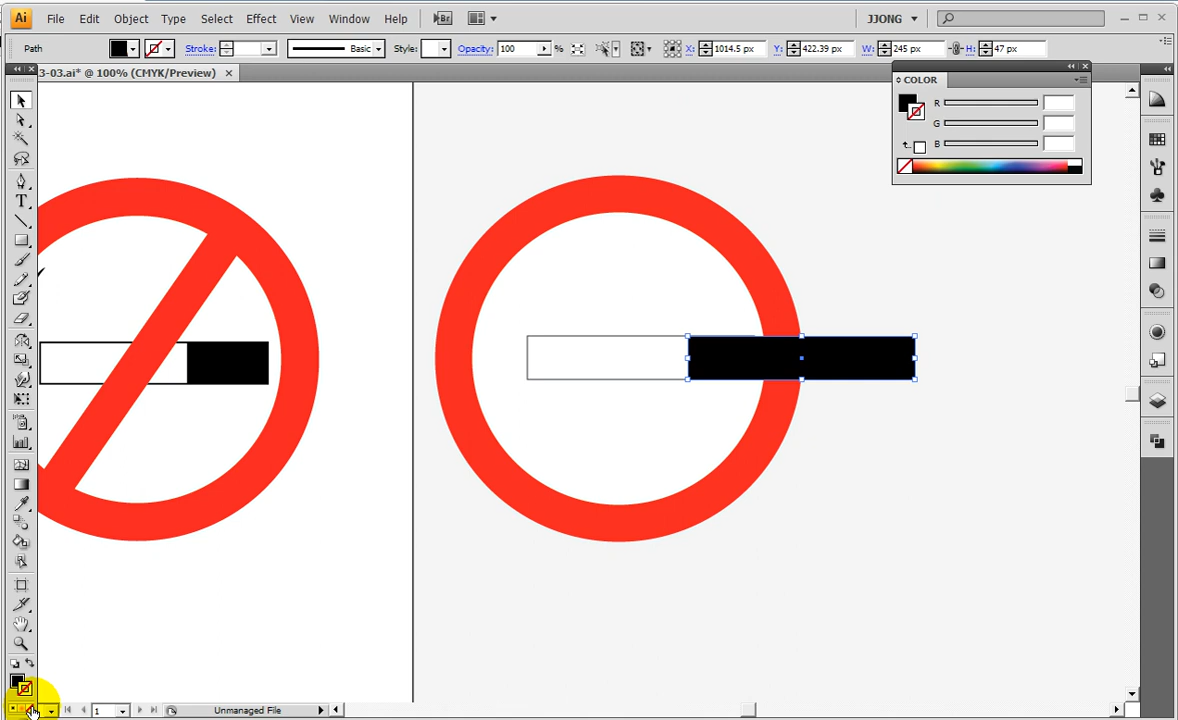 Ai File Edit Object Type Select Effect View Window Help Br JJONG
Path Stroke: Basic Style: Opacity: 100 % X: 1014.5 px Y: 422.39 px W: 245 px H: 47 px
3-03.ai* @ 100% (CMYK/Preview)
COLOR
R
G
B
T
1 Unmanaged File